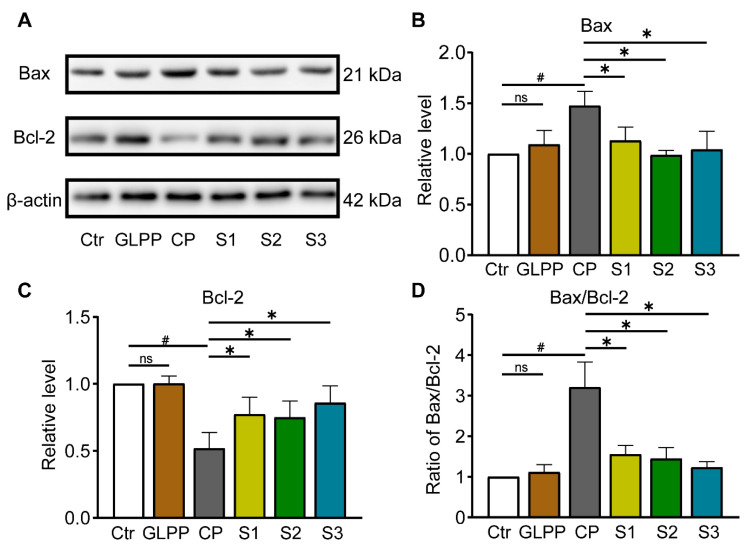 A
Bax
21 kDa
Bcl-2
26 kDa
β-actin
42 kDa
Ctr GLPP CP S1 S2 S3
B
Bax
Relative level
2.0
1.5
1.0
0.5
0.0
ns
#
*
*
*
Ctr GLPP CP S1 S2 S3
C
Bcl-2
Relative level
1.5
1.0
0.5
0.0
ns
#
*
*
*
Ctr GLPP CP S1 S2 S3
D
Bax/Bcl-2
Ratio of Bax/Bcl-2
5
4
3
2
1
0
ns
#
*
*
*
Ctr GLPP CP S1 S2 S3